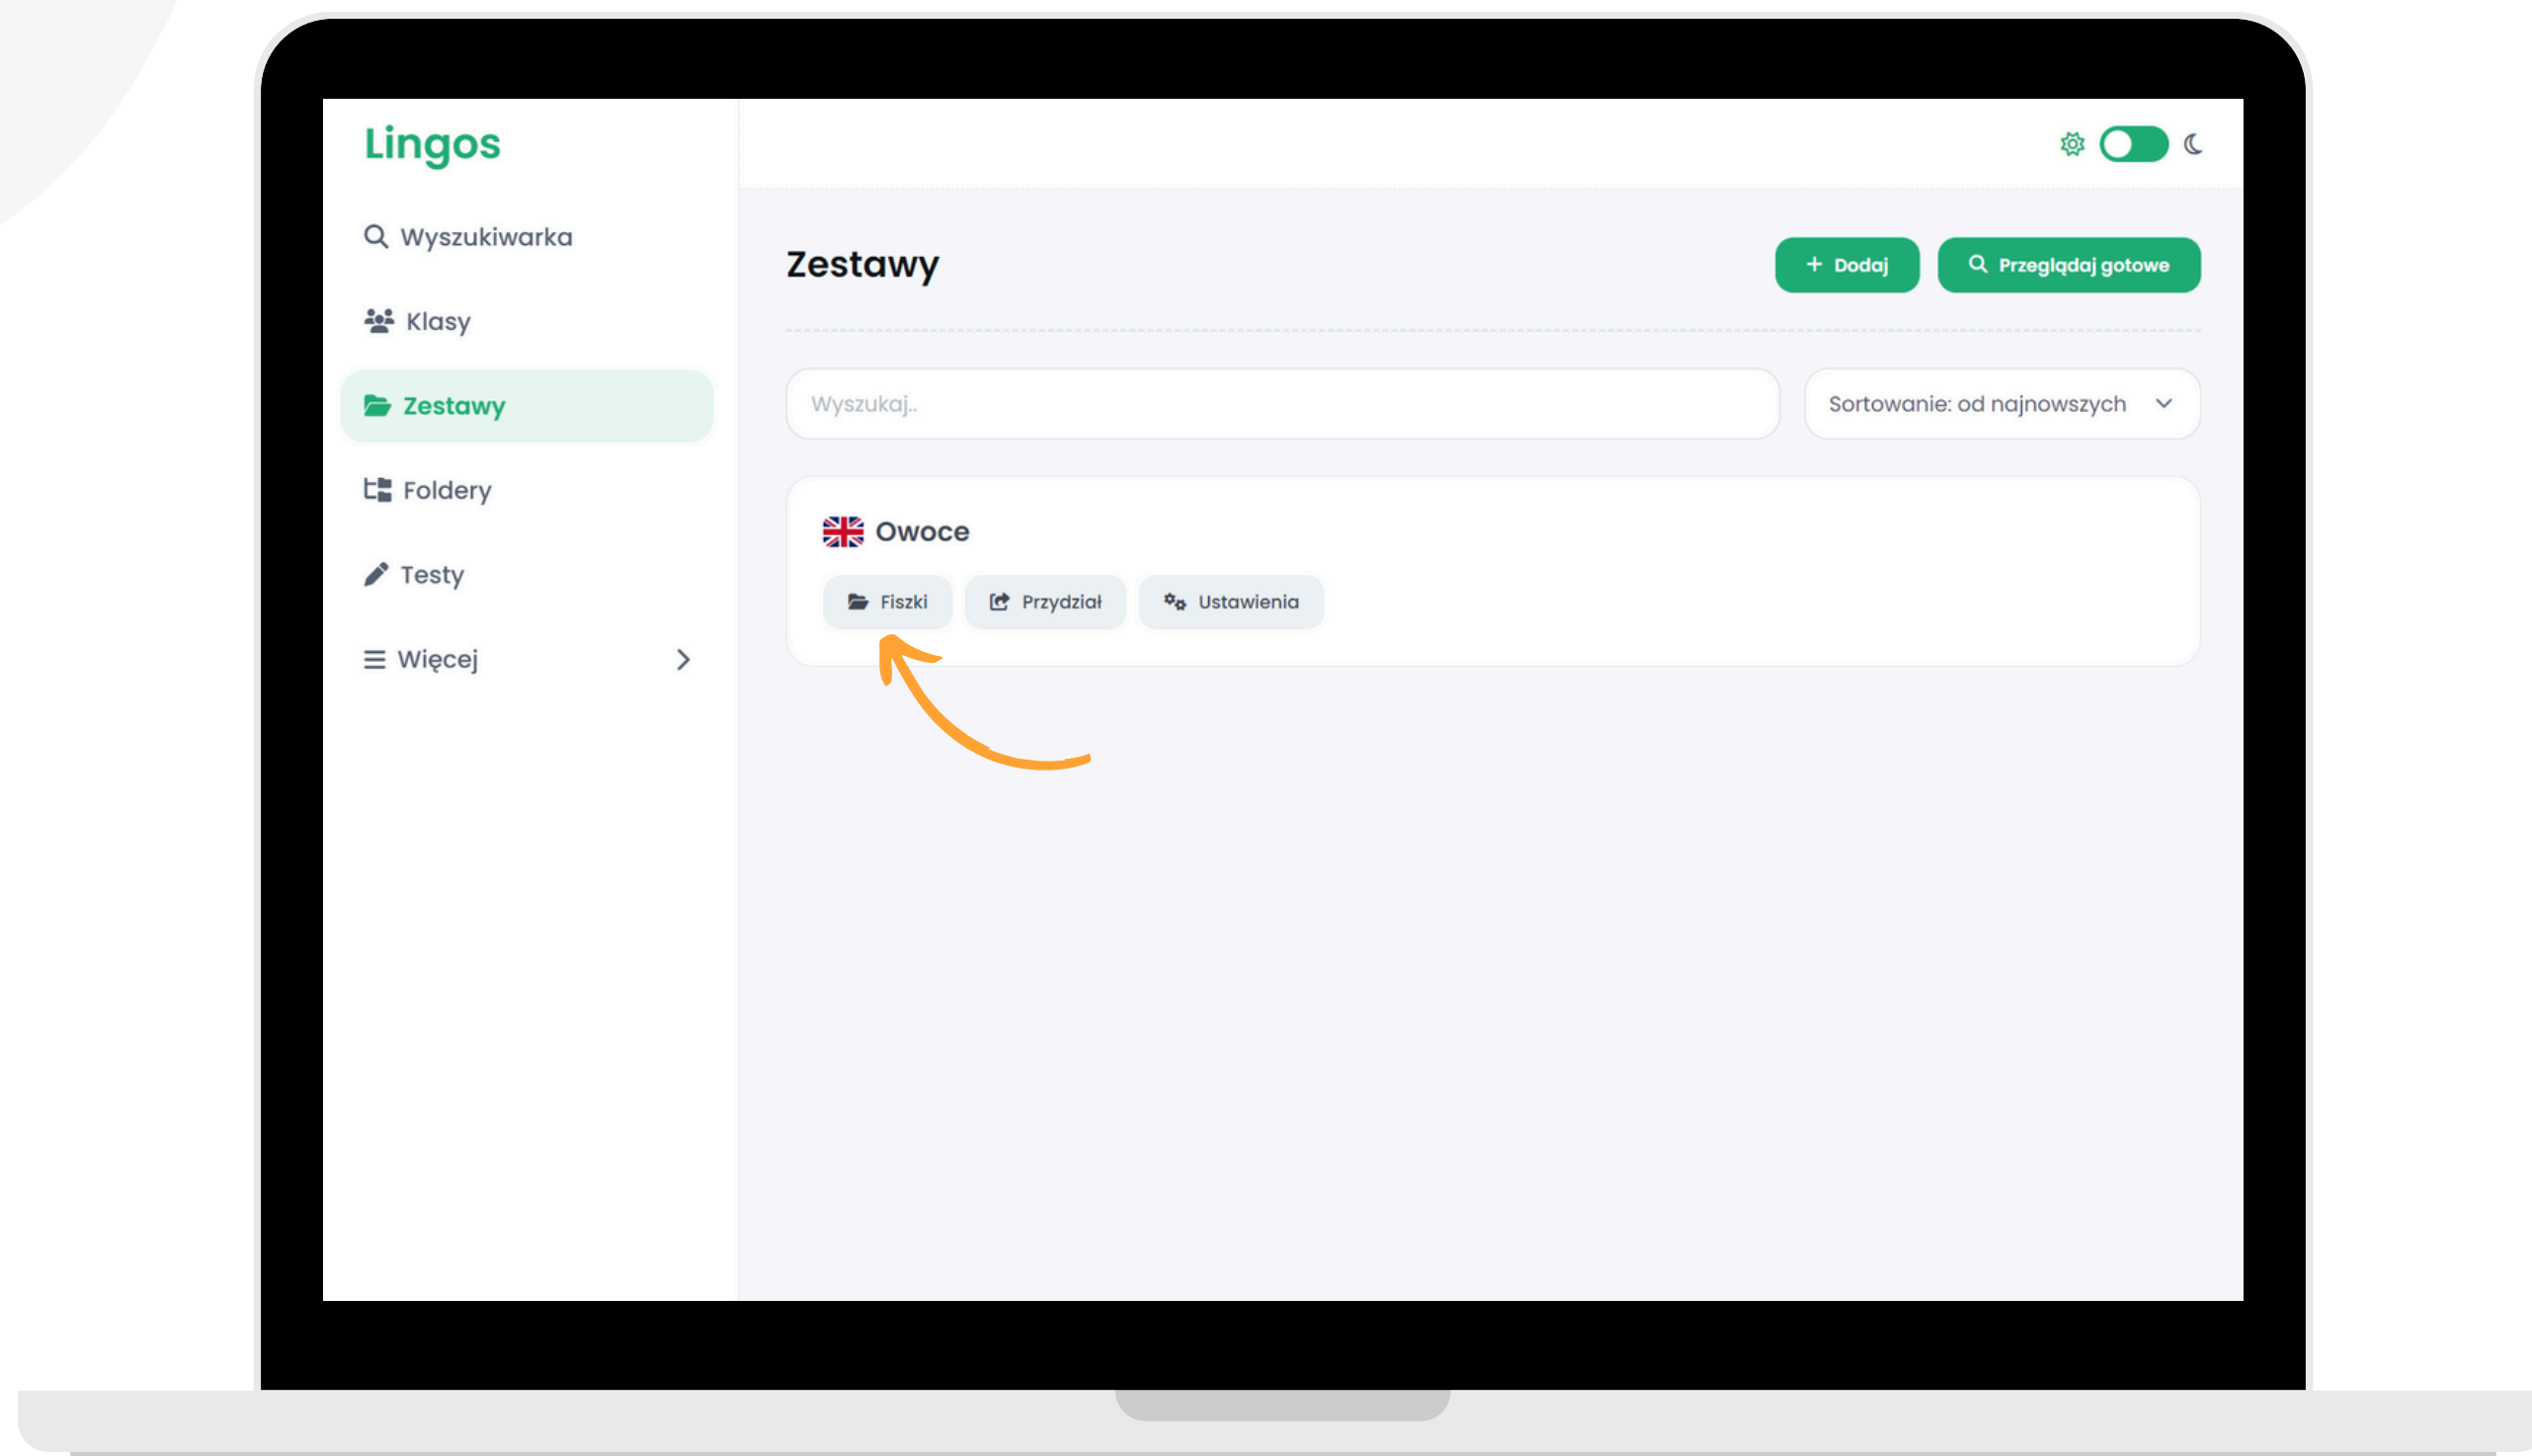 Lingos
Wyszukiwarka
Klasy
Zestawy
Foldery
Testy
Więcej
Zestawy
+ Dodaj
Przeglądaj gotowe
Wyszukaj..
Sortowanie: od najnowszych
Owoce
Fiszki
Przydział
Ustawienia